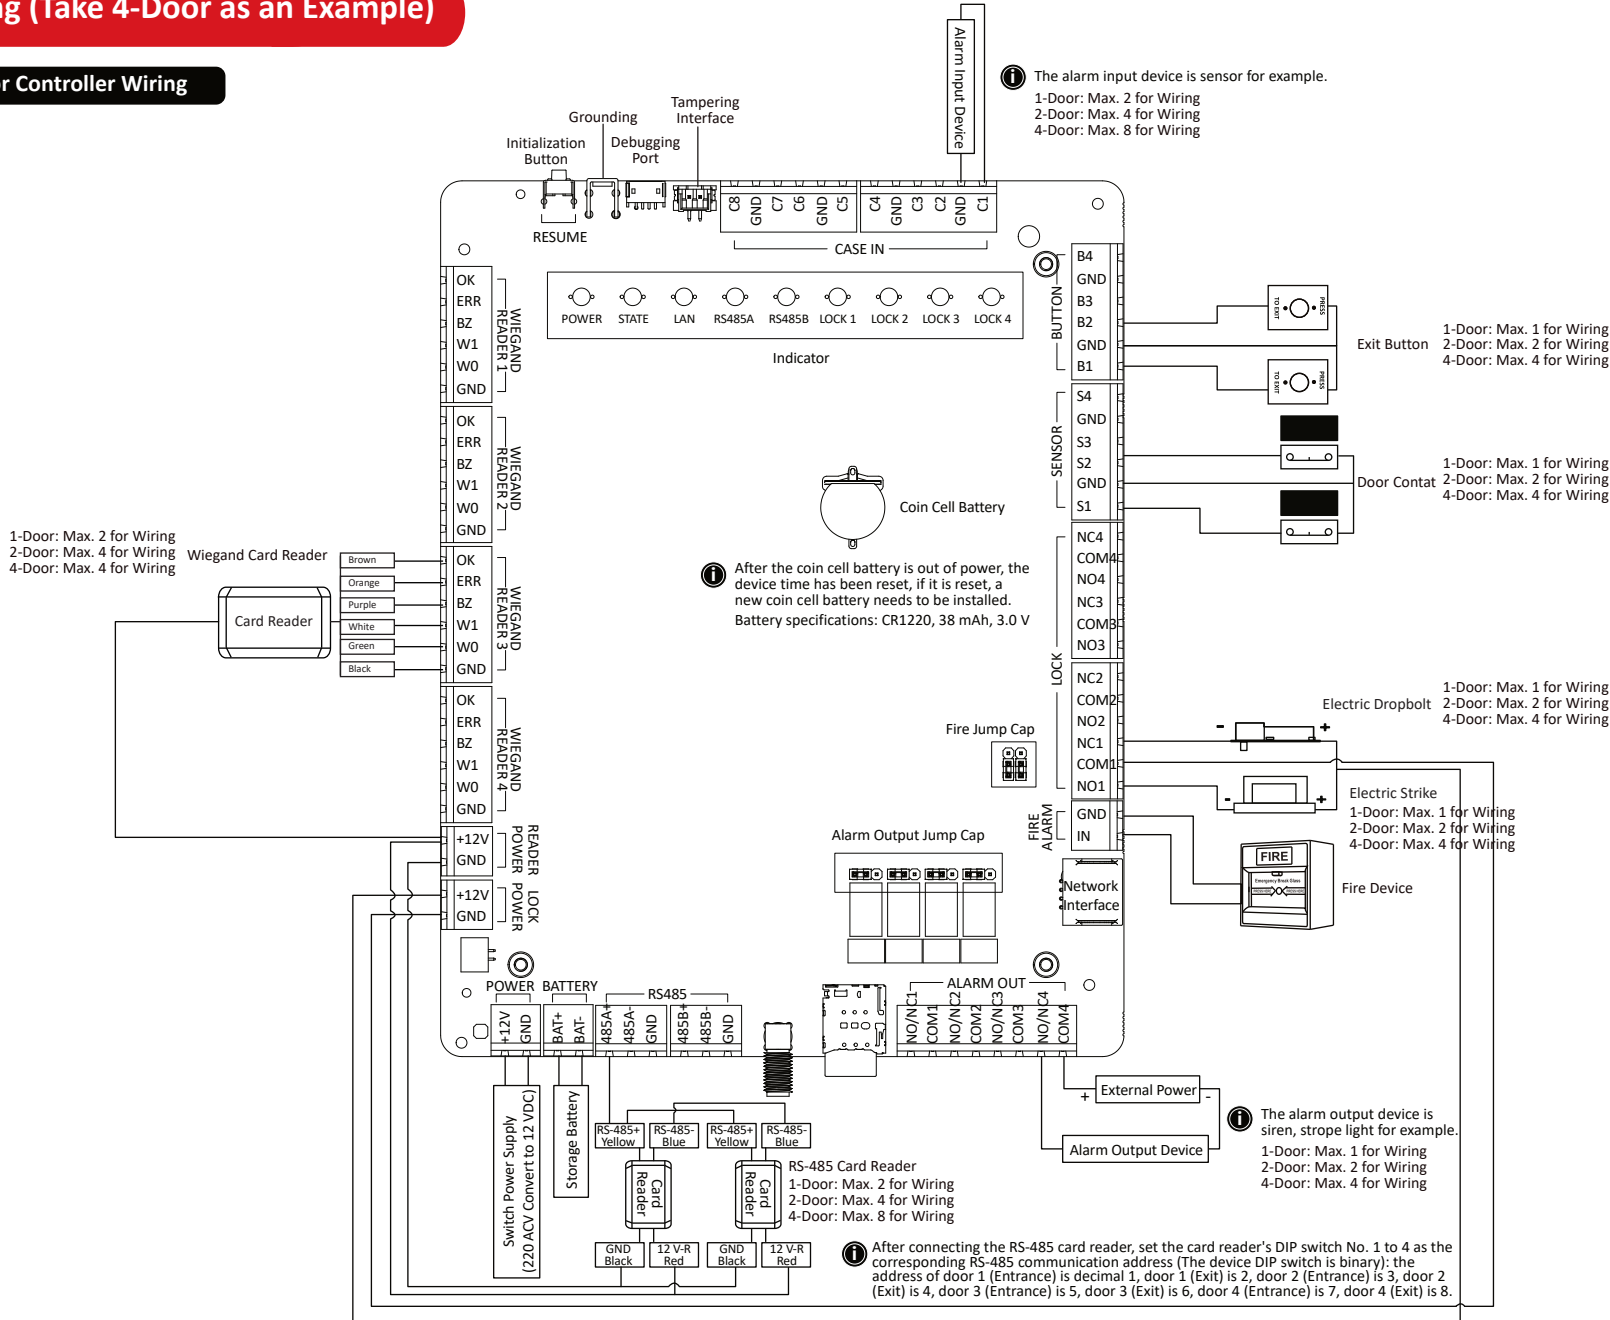 ng (Take 4-Door as an Example)
or Controller Wiring
Alarm Input Device
The alarm input device is sensor for example.
1-Door: Max. 2 for Wiring
2-Door: Max. 4 for Wiring
4-Door: Max. 8 for Wiring
Tampering
Interface
Grounding
Debugging
Port
Initialization
Button
RESUME
C8
GND
C7
C6
GND
C5
C4
GND
C3
C2
GND
C1
CASE IN
POWER
STATE
LAN
RS485A
RS485B
LOCK 1
LOCK 2
LOCK 3
LOCK 4
Indicator
OK
ERR
BZ
W1
W0
GND
WIEGAND
READER 1
OK
ERR
BZ
W1
W0
GND
WIEGAND
READER 2
OK
ERR
BZ
W1
W0
GND
WIEGAND
READER 3
OK
ERR
BZ
W1
W0
GND
WIEGAND
READER 4
+12V
GND
READER
POWER
+12V
GND
LOCK
POWER
1-Door: Max. 2 for Wiring
2-Door: Max. 4 for Wiring
4-Door: Max. 4 for Wiring
Wiegand Card Reader
Card Reader
Brown
Orange
Purple
White
Green
Black
Coin Cell Battery
After the coin cell battery is out of power, the
device time has been reset, if it is reset, a
new coin cell battery needs to be installed.
Battery specifications: CR1220, 38 mAh, 3.0 V
Fire Jump Cap
Alarm Output Jump Cap
BUTTON
B4
GND
B3
B2
GND
B1
SENSOR
S4
GND
S3
S2
GND
S1
LOCK
NC4
COM4
NO4
NC3
COM3
NO3
NC2
COM2
NO2
NC1
COM1
NO1
FIRE
ALARM
GND
IN
Network
Interface
PRESS
TO EXIT
PRESS
TO EXIT
Exit Button
1-Door: Max. 1 for Wiring
2-Door: Max. 2 for Wiring
4-Door: Max. 4 for Wiring
Door Contat
1-Door: Max. 1 for Wiring
2-Door: Max. 2 for Wiring
4-Door: Max. 4 for Wiring
Electric Dropbolt
1-Door: Max. 1 for Wiring
2-Door: Max. 2 for Wiring
4-Door: Max. 4 for Wiring
-
+
-
+
Electric Strike
1-Door: Max. 1 for Wiring
2-Door: Max. 2 for Wiring
4-Door: Max. 4 for Wiring
FIRE
Emergency Break Glass
Fire Device
POWER
+12V
GND
BATTERY
BAT+
BAT-
RS485
485A+
485A-
GND
485B+
485B-
GND
ALARM OUT
NO/NC1
COM1
NO/NC2
COM2
NO/NC3
COM3
NO/NC4
COM4
Switch Power Supply
(220 ACV Convert to 12 VDC)
Storage Battery
RS-485+
Yellow
RS-485-
Blue
RS-485+
Yellow
RS-485-
Blue
Card
Reader
Card
Reader
GND
Black
12 V-R
Red
GND
Black
12 V-R
Red
RS-485 Card Reader
1-Door: Max. 2 for Wiring
2-Door: Max. 4 for Wiring
4-Door: Max. 8 for Wiring
+
External Power
-
Alarm Output Device
The alarm output device is
siren, strope light for example.
1-Door: Max. 1 for Wiring
2-Door: Max. 2 for Wiring
4-Door: Max. 4 for Wiring
After connecting the RS-485 card reader, set the card reader's DIP switch No. 1 to 4 as the
corresponding RS-485 communication address (The device DIP switch is binary): the
address of door 1 (Entrance) is decimal 1, door 1 (Exit) is 2, door 2 (Entrance) is 3, door 2
(Exit) is 4, door 3 (Entrance) is 5, door 3 (Exit) is 6, door 4 (Entrance) is 7, door 4 (Exit) is 8.